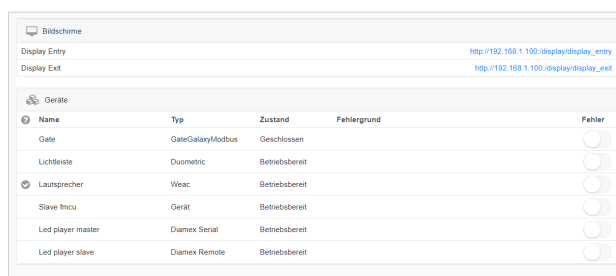 Bildschirme
Display Entry http://192.168.1.100:/display/display_entry
Display Exit http://192.168.1.100:/display/display_exit
Geräte
Name Typ Zustand Fehlergrund Fehler
Gate GateGalaxyModbus Geschlossen
Lichtleiste Duometric Betriebsbereit
Lautsprecher Weac Betriebsbereit
Slave fmcu Gerät Betriebsbereit
Led player master Diamex Serial Betriebsbereit
Led player slave Diamex Remote Betriebsbereit